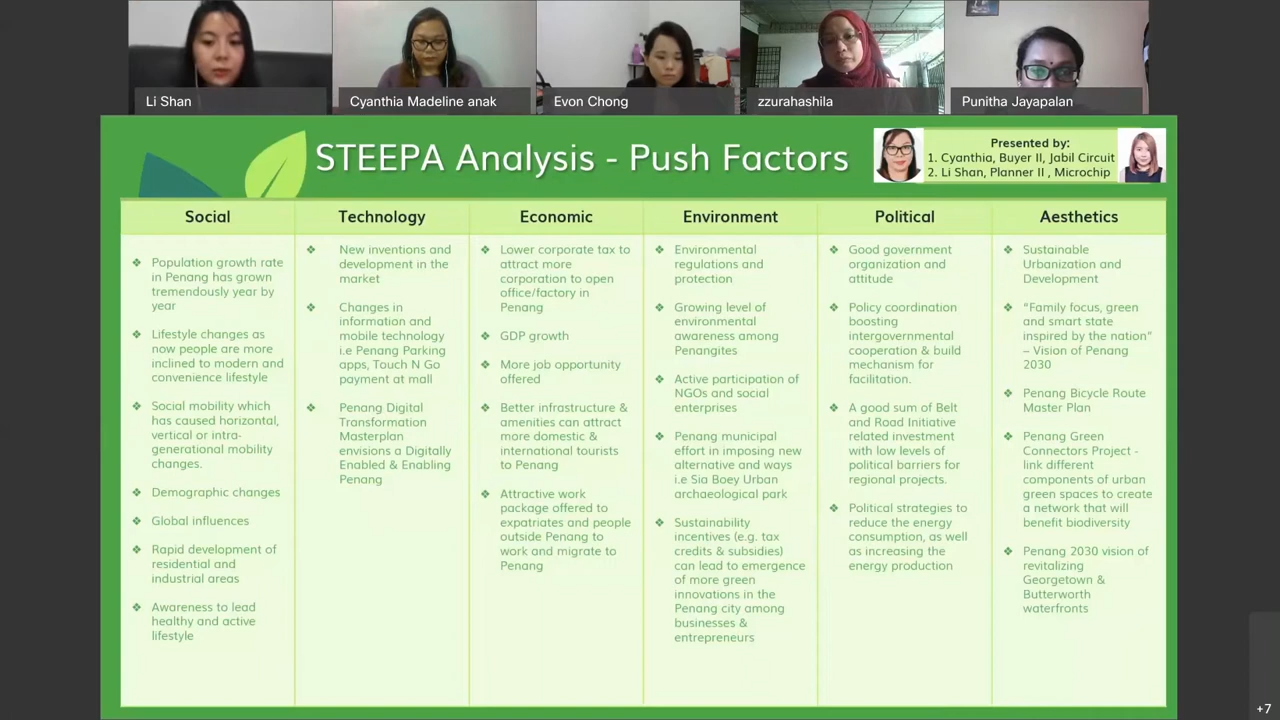 Li Shan
Cyanthia Madeline anak
Evon Chong
zzurahashila
Punitha Jayapalan
STEEPA Analysis - Push Factors
Presented by:
1. Cyanthia, Buyer II, Jabil Circuit
2. Li Shan, Planner II , Microchip
Social
❖ Population growth rate
in Penang has grown
tremendously year by
year
❖ Lifestyle changes as
now people are more
inclined to modern and
convenience lifestyle
❖ Social mobility which
has caused horizontal,
vertical or intra-
generational mobility
changes.
❖ Demographic changes
❖ Global influences
❖ Rapid development of
residential and
industrial areas
❖ Awareness to lead
healthy and active
lifestyle
Technology
❖ New inventions and
development in the
market
❖ Changes in
information and
mobile technology
i.e Penang Parking
apps, Touch N Go
payment at mall
❖ Penang Digital
Transformation
Masterplan
envisions a Digitally
Enabled & Enabling
Penang
Economic
❖ Lower corporate tax to
attract more
corporation to open
office/factory in
Penang
❖ GDP growth
❖ More job opportunity
offered
❖ Better infrastructure &
amenities can attract
more domestic &
international tourists
to Penang
❖ Attractive work
package offered to
expatriates and people
outside Penang to
work and migrate to
Penang
Environment
❖ Environmental
regulations and
protection
❖ Growing level of
environmental
awareness among
Penangites
❖ Active participation of
NGOs and social
enterprises
❖ Penang municipal
effort in imposing new
alternative and ways
i.e Sia Boey Urban
archaeological park
❖ Sustainability
incentives (e.g. tax
credits & subsidies)
can lead to emergence
of more green
innovations in the
Penang city among
businesses &
entrepreneurs
Political
❖ Good government
organization and
attitude
❖ Policy coordination
boosting
intergovernmental
cooperation & build
mechanism for
facilitation.
❖ A good sum of Belt
and Road Initiative
related investment
with low levels of
political barriers for
regional projects.
❖ Political strategies to
reduce the energy
consumption, as well
as increasing the
energy production
Aesthetics
❖ Sustainable
Urbanization and
Development
❖ “Family focus, green
and smart state
inspired by the nation”
– Vision of Penang
2030
❖ Penang Bicycle Route
Master Plan
❖ Penang Green
Connectors Project -
link different
components of urban
green spaces to create
a network that will
benefit biodiversity
❖ Penang 2030 vision of
revitalizing
Georgetown &
Butterworth
waterfronts
+7